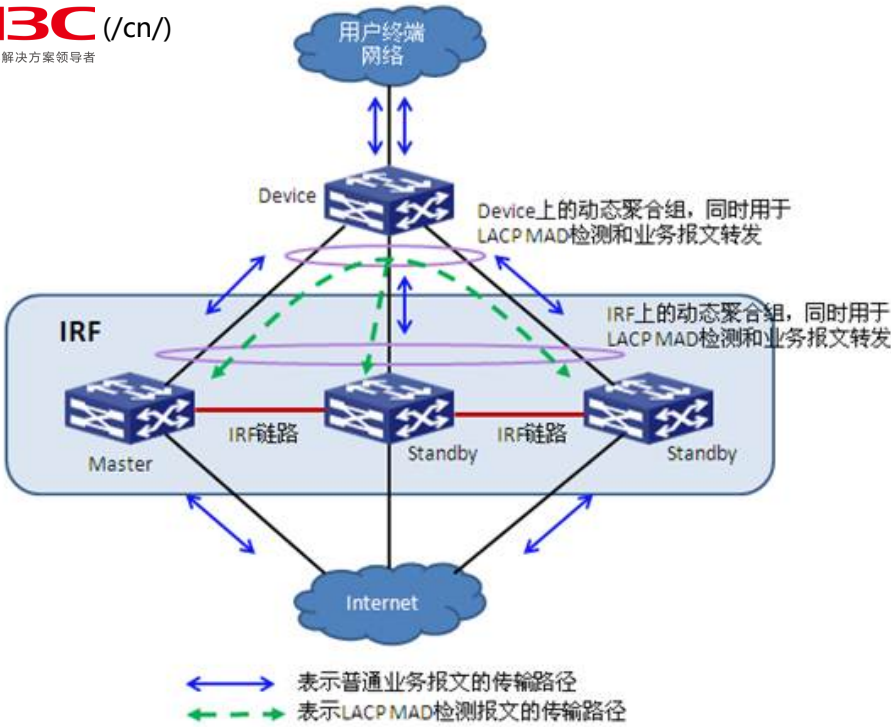 H3C (/cn/)
解决方案领导者
用户终端
网络
Device
Device上的动态聚合组，同时用于
LACP MAD检测和业务报文转发
IRF上的动态聚合组，同时用于
LACP MAD检测和业务报文转发
IRF
IRF链路
IRF链路
Master
Standby
Standby
Internet
表示普通业务报文的传输路径
表示LACP MAD检测报文的传输路径